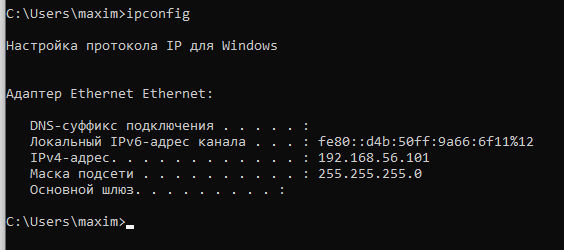 C:\Users\maxim>ipconfig
Настройка протокола IP для Windows
Адаптер Ethernet Ethernet:
DNS-суффикс подключения . . . . . :
Локальный IPv6-адрес канала . . . : fe80::d4b:50ff:9a66:6f11%12
IPv4-адрес. . . . . . . . . . . . : 192.168.56.101
Маска подсети . . . . . . . . . . : 255.255.255.0
Основной шлюз. . . . . . . . . :
C:\Users\maxim>